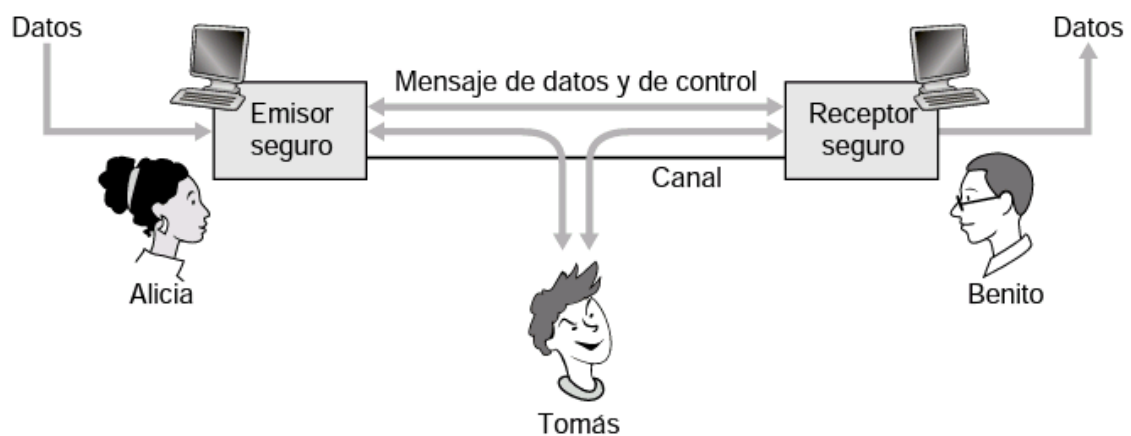 Datos
Datos
Mensaje de datos y de control
Emisor
seguro
Receptor
seguro
Canal
Alicia
Benito
Tomás